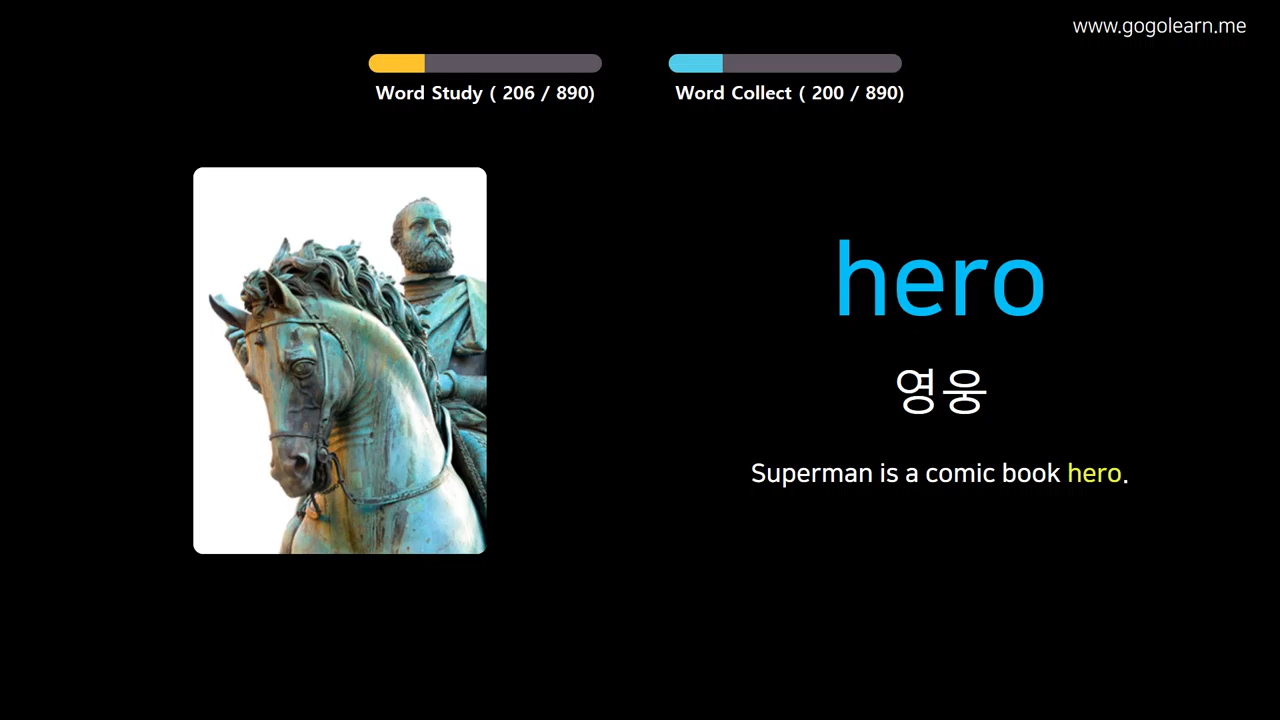 www.gogolearn.me
Word Study ( 206 / 890)
Word Collect ( 200 / 890)
hero
영웅
Superman is a comic book hero.